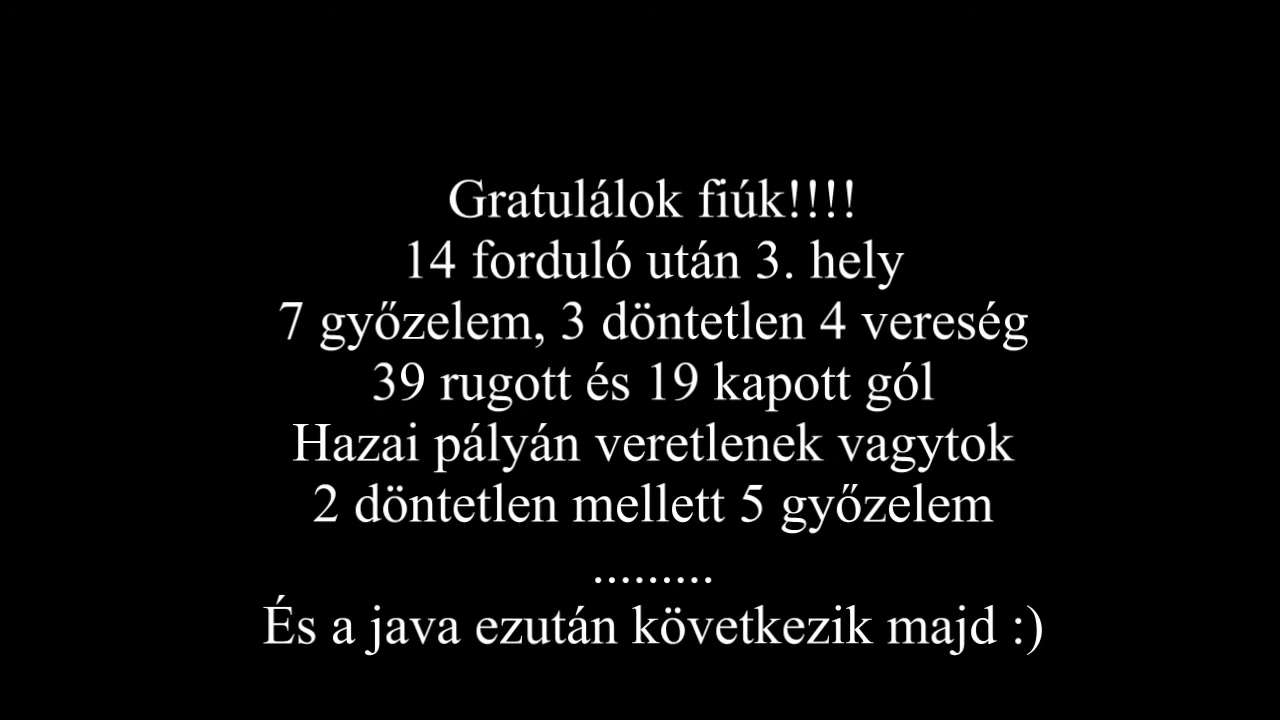 Gratulálok fiúk!!!!
14 forduló után 3. hely
7 győzelem, 3 döntetlen 4 vereség
39 rugott és 19 kapott gól
Hazai pályán veretlenek vagytok
2 döntetlen mellett 5 győzelem
.........
És a java ezután következik majd :)